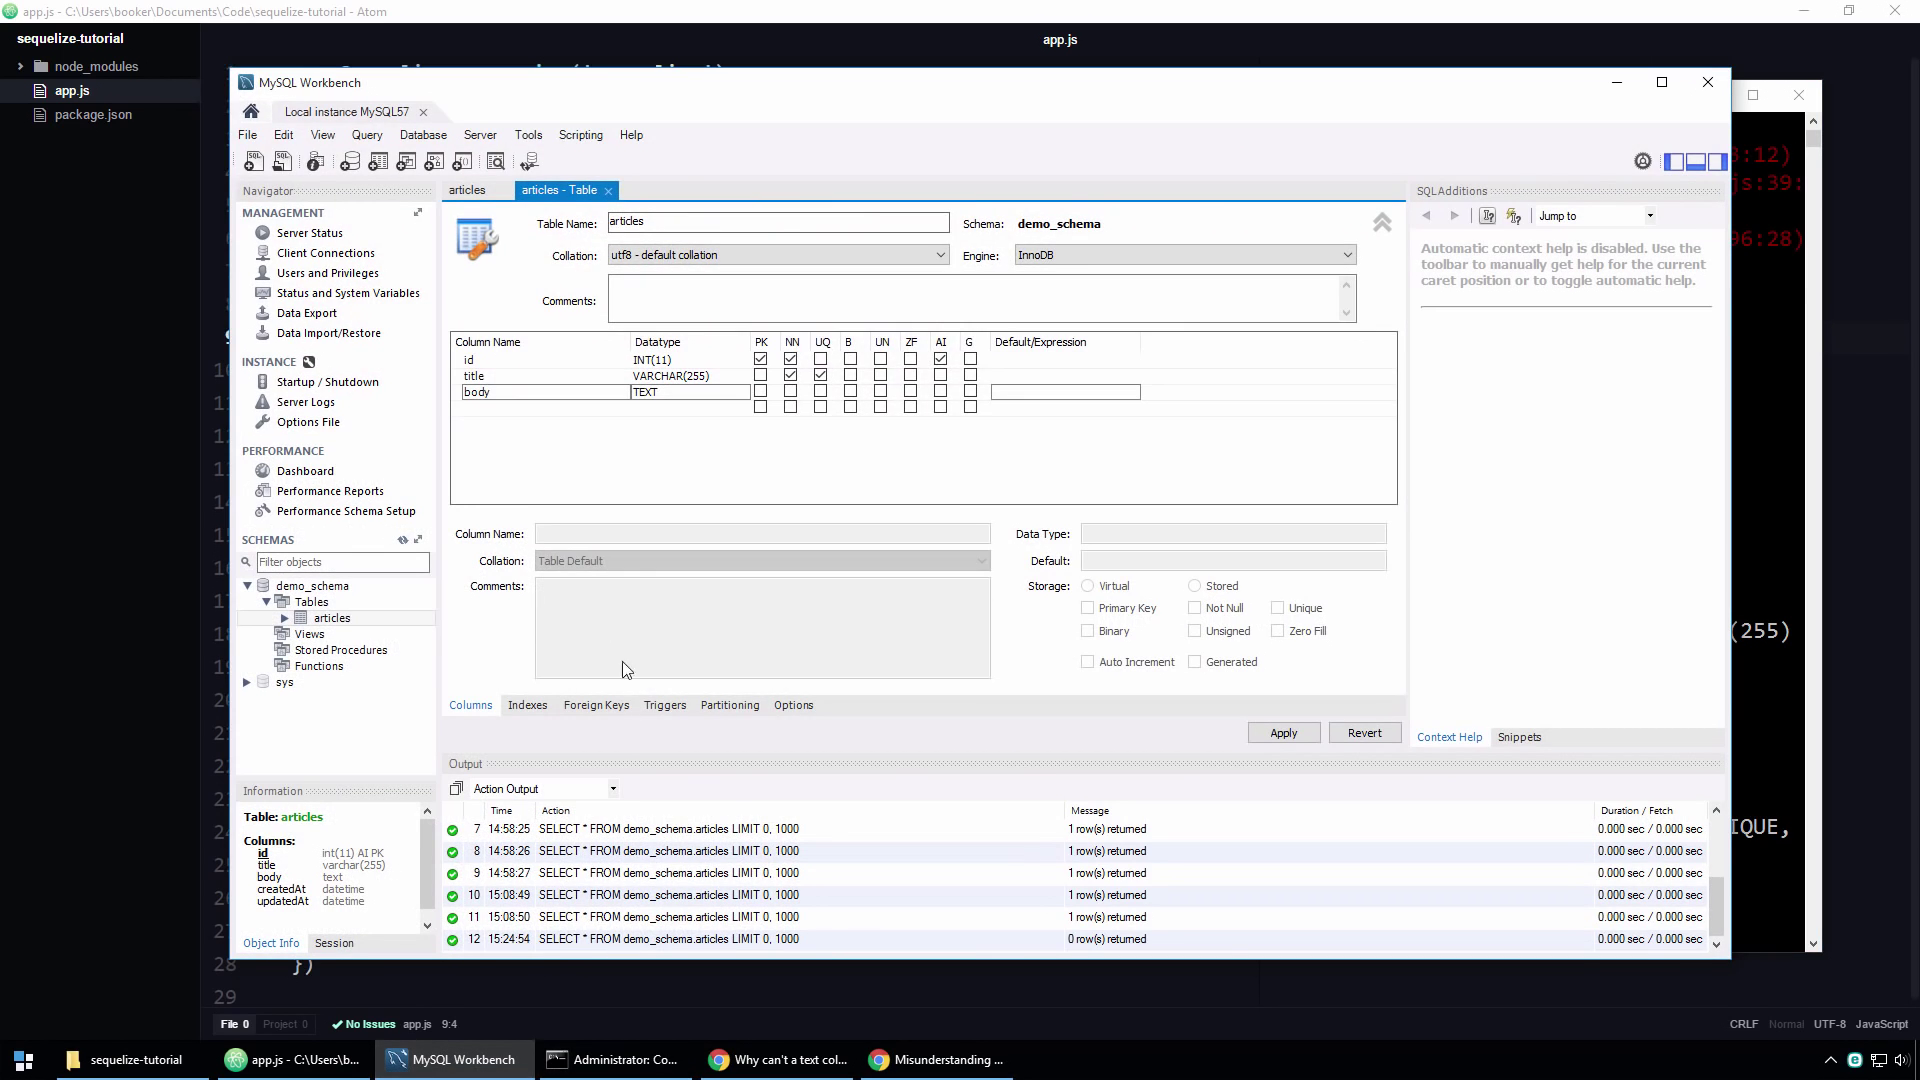 app.js - C:\Users\booker\Documents\Code\sequelize-tutorial - Atom
sequelize-tutorial
app.js
node_modules
app.js
package.json
MySQL Workbench
Local instance MySQL57
File Edit View Query Database Server Tools Scripting Help
Navigator
MANAGEMENT
Server Status
Client Connections
Users and Privileges
Status and System Variables
Data Export
Data Import/Restore
INSTANCE
Startup / Shutdown
Server Logs
Options File
PERFORMANCE
Dashboard
Performance Reports
Performance Schema Setup
SCHEMAS
Filter objects
demo_schema
Tables
articles
Views
Stored Procedures
Functions
sys
Information
Table: articles
Columns:
id int(11) AI PK
title varchar(255)
body text
createdAt datetime
updatedAt datetime
Object Info Session
articles articles - Table
Table Name: articles Schema: demo_schema
Collation: utf8 - default collation Engine: InnoDB
Comments:
Column Name Datatype PK NN UQ B UN ZF AI G Default/Expression
id INT(11)
title VARCHAR(255)
body TEXT
Column Name: Data Type:
Collation: Table Default Default:
Comments: Storage: Virtual Stored
Primary Key Not Null Unique
Binary Unsigned Zero Fill
Auto Increment Generated
Columns Indexes Foreign Keys Triggers Partitioning Options
Apply Revert
SQLAdditions
Jump to
Automatic context help is disabled. Use the
toolbar to manually get help for the current
caret position or to toggle automatic help.
Context Help Snippets
Output
Action Output
Time Action Message Duration / Fetch
7 14:58:25 SELECT * FROM demo_schema.articles LIMIT 0, 1000 1 row(s) returned 0.000 sec / 0.000 sec
8 14:58:26 SELECT * FROM demo_schema.articles LIMIT 0, 1000 1 row(s) returned 0.000 sec / 0.000 sec
9 14:58:27 SELECT * FROM demo_schema.articles LIMIT 0, 1000 1 row(s) returned 0.000 sec / 0.000 sec
10 15:08:49 SELECT * FROM demo_schema.articles LIMIT 0, 1000 1 row(s) returned 0.000 sec / 0.000 sec
11 15:08:50 SELECT * FROM demo_schema.articles LIMIT 0, 1000 1 row(s) returned 0.000 sec / 0.000 sec
12 15:24:54 SELECT * FROM demo_schema.articles LIMIT 0, 1000 0 row(s) returned 0.000 sec / 0.000 sec
:12)
js:39:
96:28)
(255)
IQUE,
28 })
29
File 0 Project 0 No Issues app.js 9:4 CRLF Normal UTF-8 JavaScript
sequelize-tutorial app.js - C:\Users\b... MySQL Workbench Administrator: Co... Why can't a text col... Misunderstanding ...